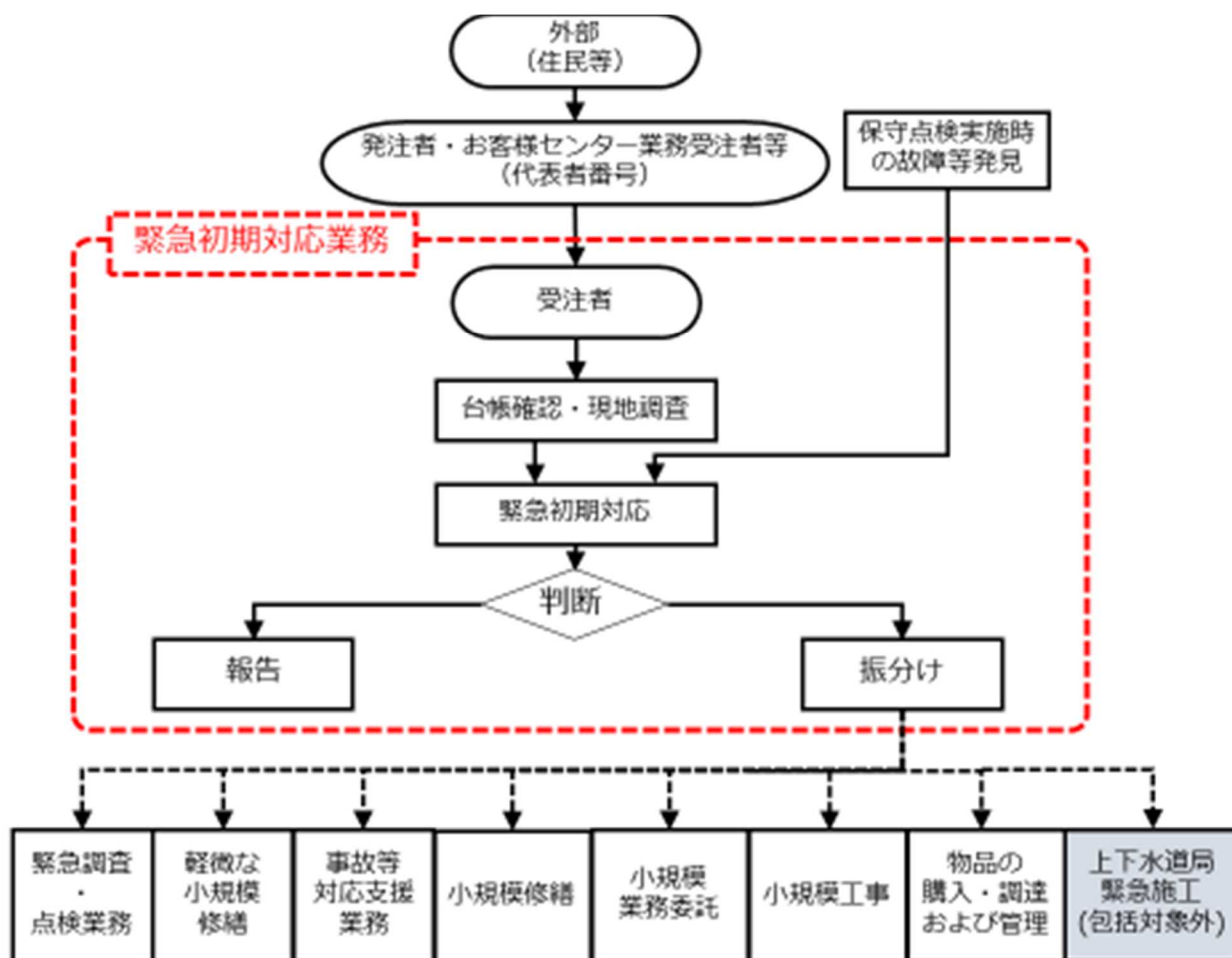 外部
（住民等）
発注者・お客様センター業務受注者等
（代表者番号）
保守点検実施時
の故障等発見
緊急初期対応業務
受注者
台帳確認・現地調査
緊急初期対応
判断
報告
振分け
緊急調査
・
点検業務
軽微な
小規模
修繕
事故等
対応支援
業務
小規模修繕
小規模
業務委託
小規模工事
物品の
購入・調達
および管理
上下水道局
緊急施工
(包括対象外)